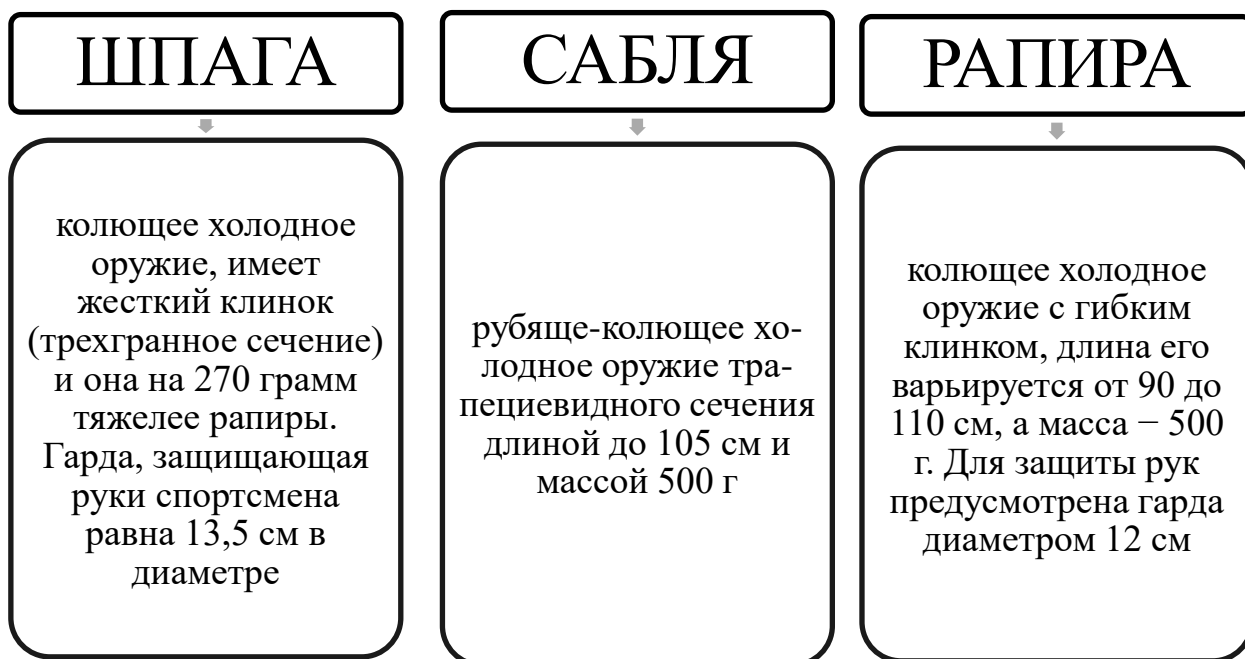 ШПАГА
колющее холодное
оружие, имеет
жесткий клинок
(трехгранное сечение)
и она на 270 грамм
тяжелее рапиры.
Гарда, защищающая
руки спортсмена
равна 13,5 см в
диаметре
САБЛЯ
рубяще-колющее хо-
лодное оружие тра-
пециевидного сечения
длиной до 105 см и
массой 500 г
РАПИРА
колющее холодное
оружие с гибким
клинком, длина его
варьируется от 90 до
110 см, а масса − 500
г. Для защиты рук
предусмотрена гарда
диаметром 12 см